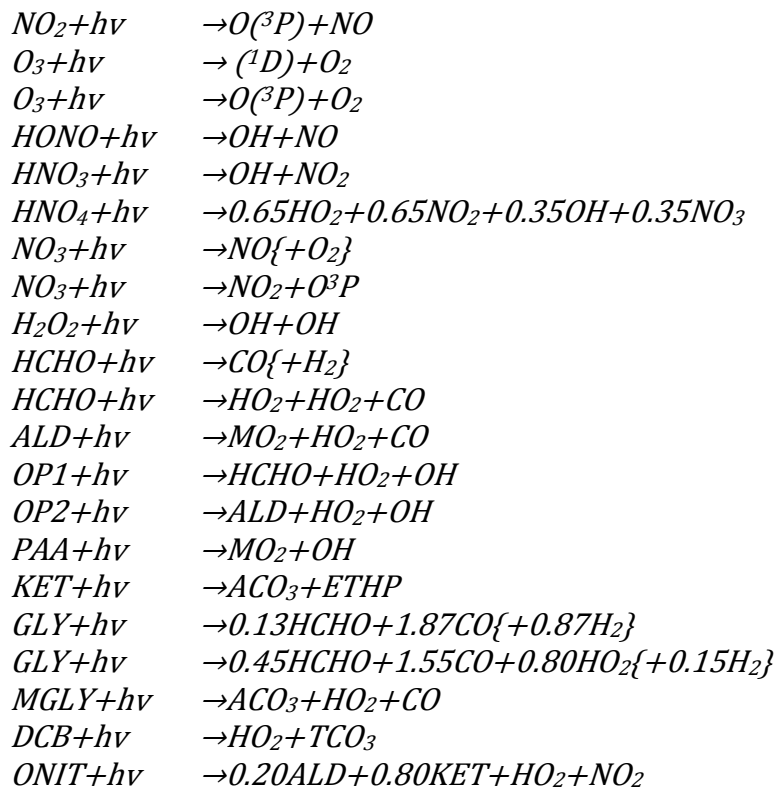 NO₂+hv →O(³P)+NO
O₃+hv → (¹D)+O₂
O₃+hv →O(³P)+O₂
HONO+hv →OH+NO
HNO₃+hv →OH+NO₂
HNO₄+hv →0.65HO₂+0.65NO₂+0.35OH+0.35NO₃
NO₃+hv →NO{+O₂}
NO₃+hv →NO₂+O³P
H₂O₂+hv →OH+OH
HCHO+hv →CO{+H₂}
HCHO+hv →HO₂+HO₂+CO
ALD+hv →MO₂+HO₂+CO
OP1+hv →HCHO+HO₂+OH
OP2+hv →ALD+HO₂+OH
PAA+hv →MO₂+OH
KET+hv →ACO₃+ETHP
GLY+hv →0.13HCHO+1.87CO{+0.87H₂}
GLY+hv →0.45HCHO+1.55CO+0.80HO₂{+0.15H₂}
MGLY+hv →ACO₃+HO₂+CO
DCB+hv →HO₂+TCO₃
ONIT+hv →0.20ALD+0.80KET+HO₂+NO₂